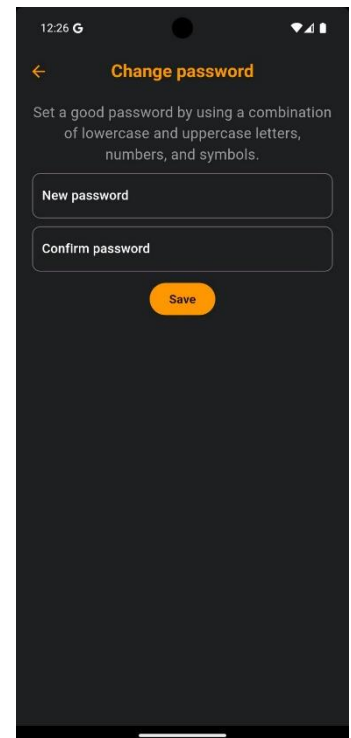 12:26 G
Change password
Set a good password by using a combination
of lowercase and uppercase letters,
numbers, and symbols.
New password
Confirm password
Save